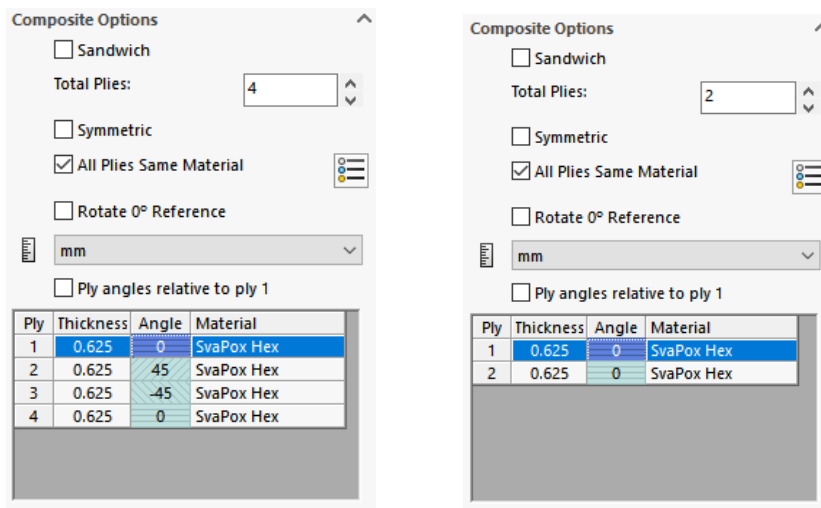 Composite Options
Sandwich
Total Plies: 4
Symmetric
All Plies Same Material
Rotate 0º Reference
mm
Ply angles relative to ply 1
Ply Thickness Angle Material
1 0.625 0 SvaPox Hex
2 0.625 45 SvaPox Hex
3 0.625 -45 SvaPox Hex
4 0.625 0 SvaPox Hex
Composite Options
Sandwich
Total Plies: 2
Symmetric
All Plies Same Material
Rotate 0º Reference
mm
Ply angles relative to ply 1
Ply Thickness Angle Material
1 0.625 0 SvaPox Hex
2 0.625 0 SvaPox Hex